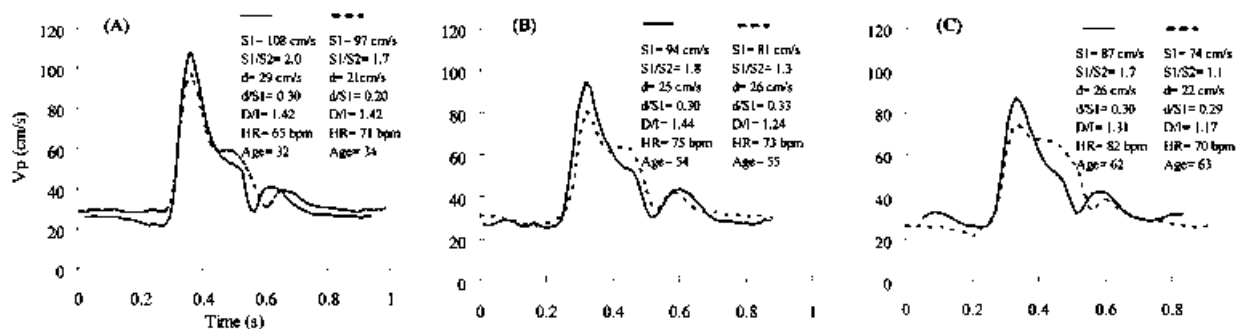 (A)
S1= 108 cm/s S1= 97 cm/s
S1/S2= 2.0 S1/S2= 1.7
d= 29 cm/s d= 21cm/s
d/S1= 0.30 d/S1= 0.20
D/I= 1.42 D/I= 1.42
HR= 65 bpm HR= 71 bpm
Age= 32 Age= 34
120
100
80
60
40
20
0
Vp (cm/s)
0 0.2 0.4 0.6 0.8 1
Time (s)
(B)
S1= 94 cm/s S1= 81 cm/s
S1/S2= 1.8 S1/S2= 1.3
d= 25 cm/s d= 26 cm/s
d/S1= 0.30 d/S1= 0.33
D/I= 1.44 D/I= 1.24
HR= 75 bpm HR= 73 bpm
Age= 54 Age= 55
120
100
80
60
40
20
0
0 0.2 0.4 0.6 0.8 1
(C)
S1= 87 cm/s S1= 74 cm/s
S1/S2= 1.7 S1/S2= 1.1
d= 26 cm/s d= 22 cm/s
d/S1= 0.30 d/S1= 0.29
D/I= 1.31 D/I= 1.17
HR= 82 bpm HR= 70 bpm
Age= 62 Age= 63
120
100
80
60
40
20
0
0 0.2 0.4 0.6 0.8